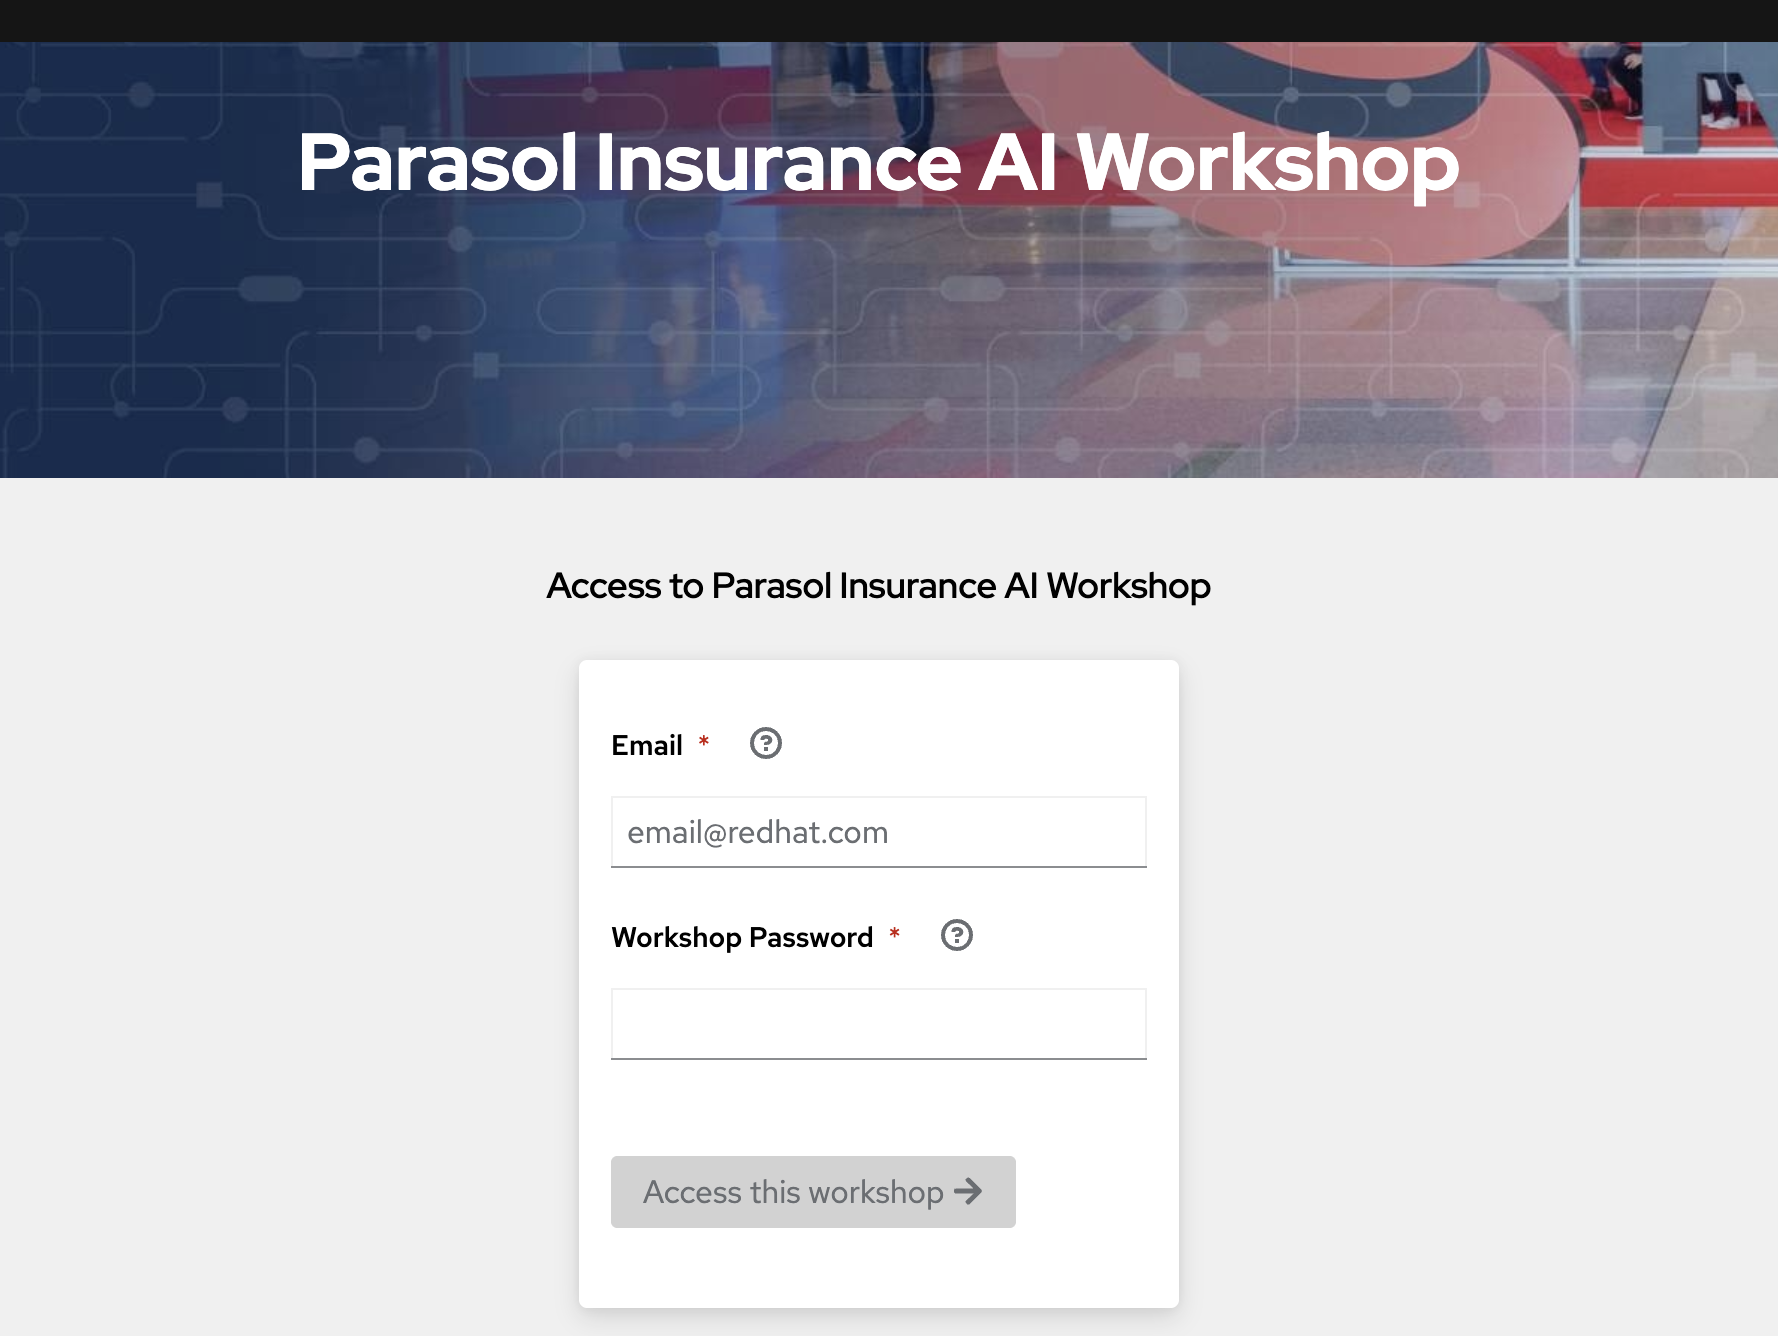 Parasol Insurance AI Workshop
Access to Parasol Insurance AI Workshop
Email *
email@redhat.com
Workshop Password *
Access this workshop